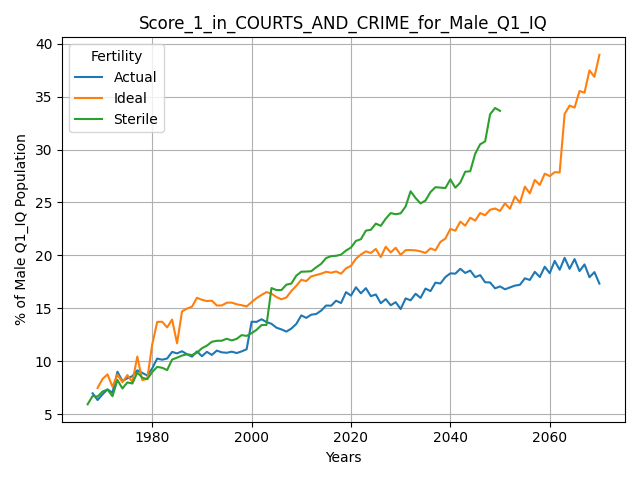 Score_1_in_COURTS_AND_CRIME_for_Male_Q1_IQ
Fertility
Actual
Ideal
Sterile
% of Male Q1_IQ Population
40
35
30
25
20
15
10
5
1980
2000
2020
2040
2060
Years